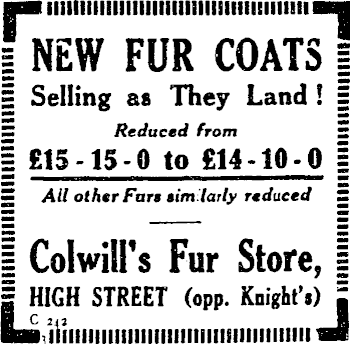 NEW FUR COATS
Selling as They Land!
Reduced from
£15-15-0 to £14-10-0
All other Furs similarly reduced
Colwill's Fur Store,
HIGH STREET (opp. Knight's)
C 242